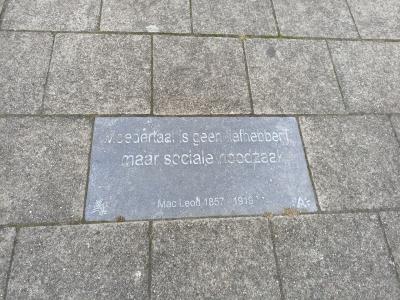 Moedertaal is geen liefhebberij
maar sociale noodzaak
Mac Leod 1857 - 1919